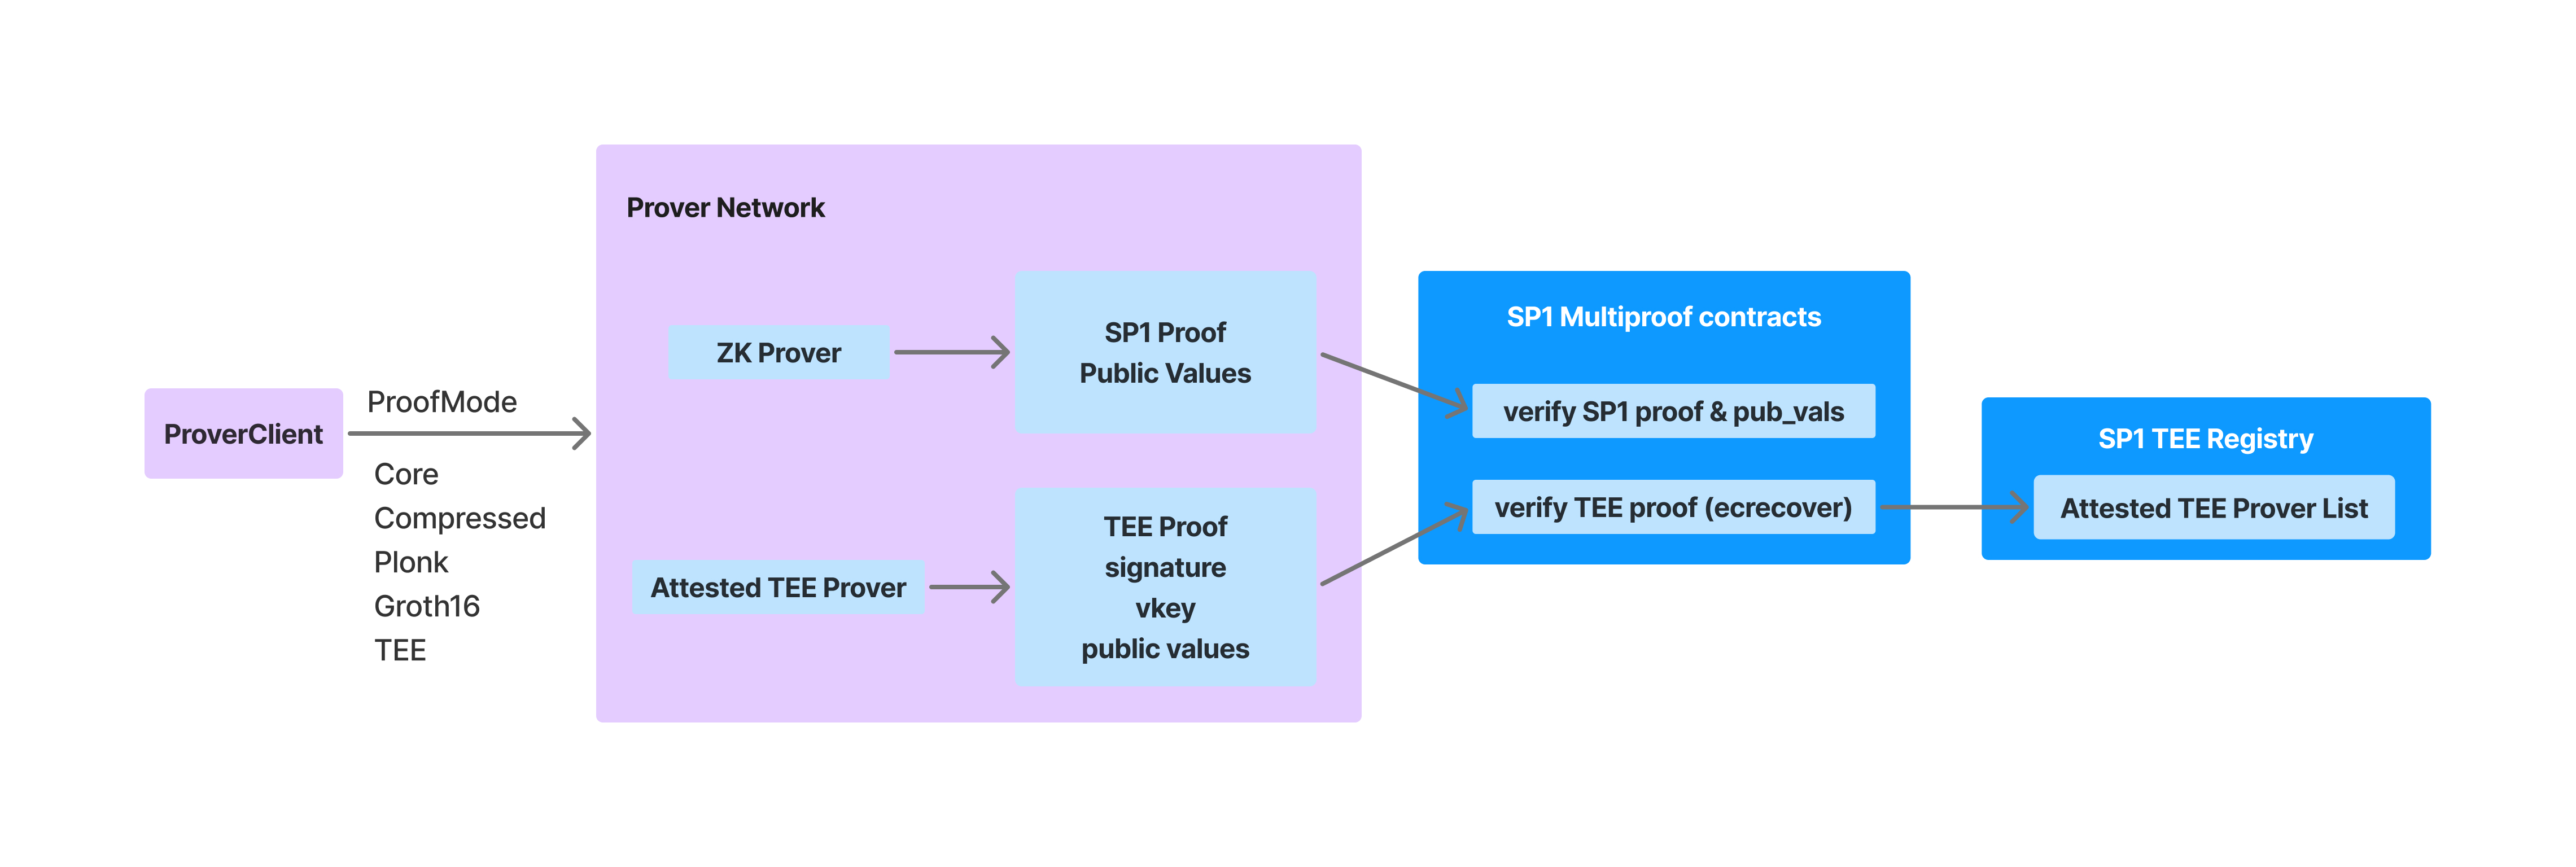 ProverClient
ProofMode
Core
Compressed
Plonk
Groth16
TEE
Prover Network
ZK Prover
SP1 Proof
Public Values
Attested TEE Prover
TEE Proof
signature
vkey
public values
SP1 Multiproof contracts
verify SP1 proof & pub_vals
verify TEE proof (ecrecover)
SP1 TEE Registry
Attested TEE Prover List